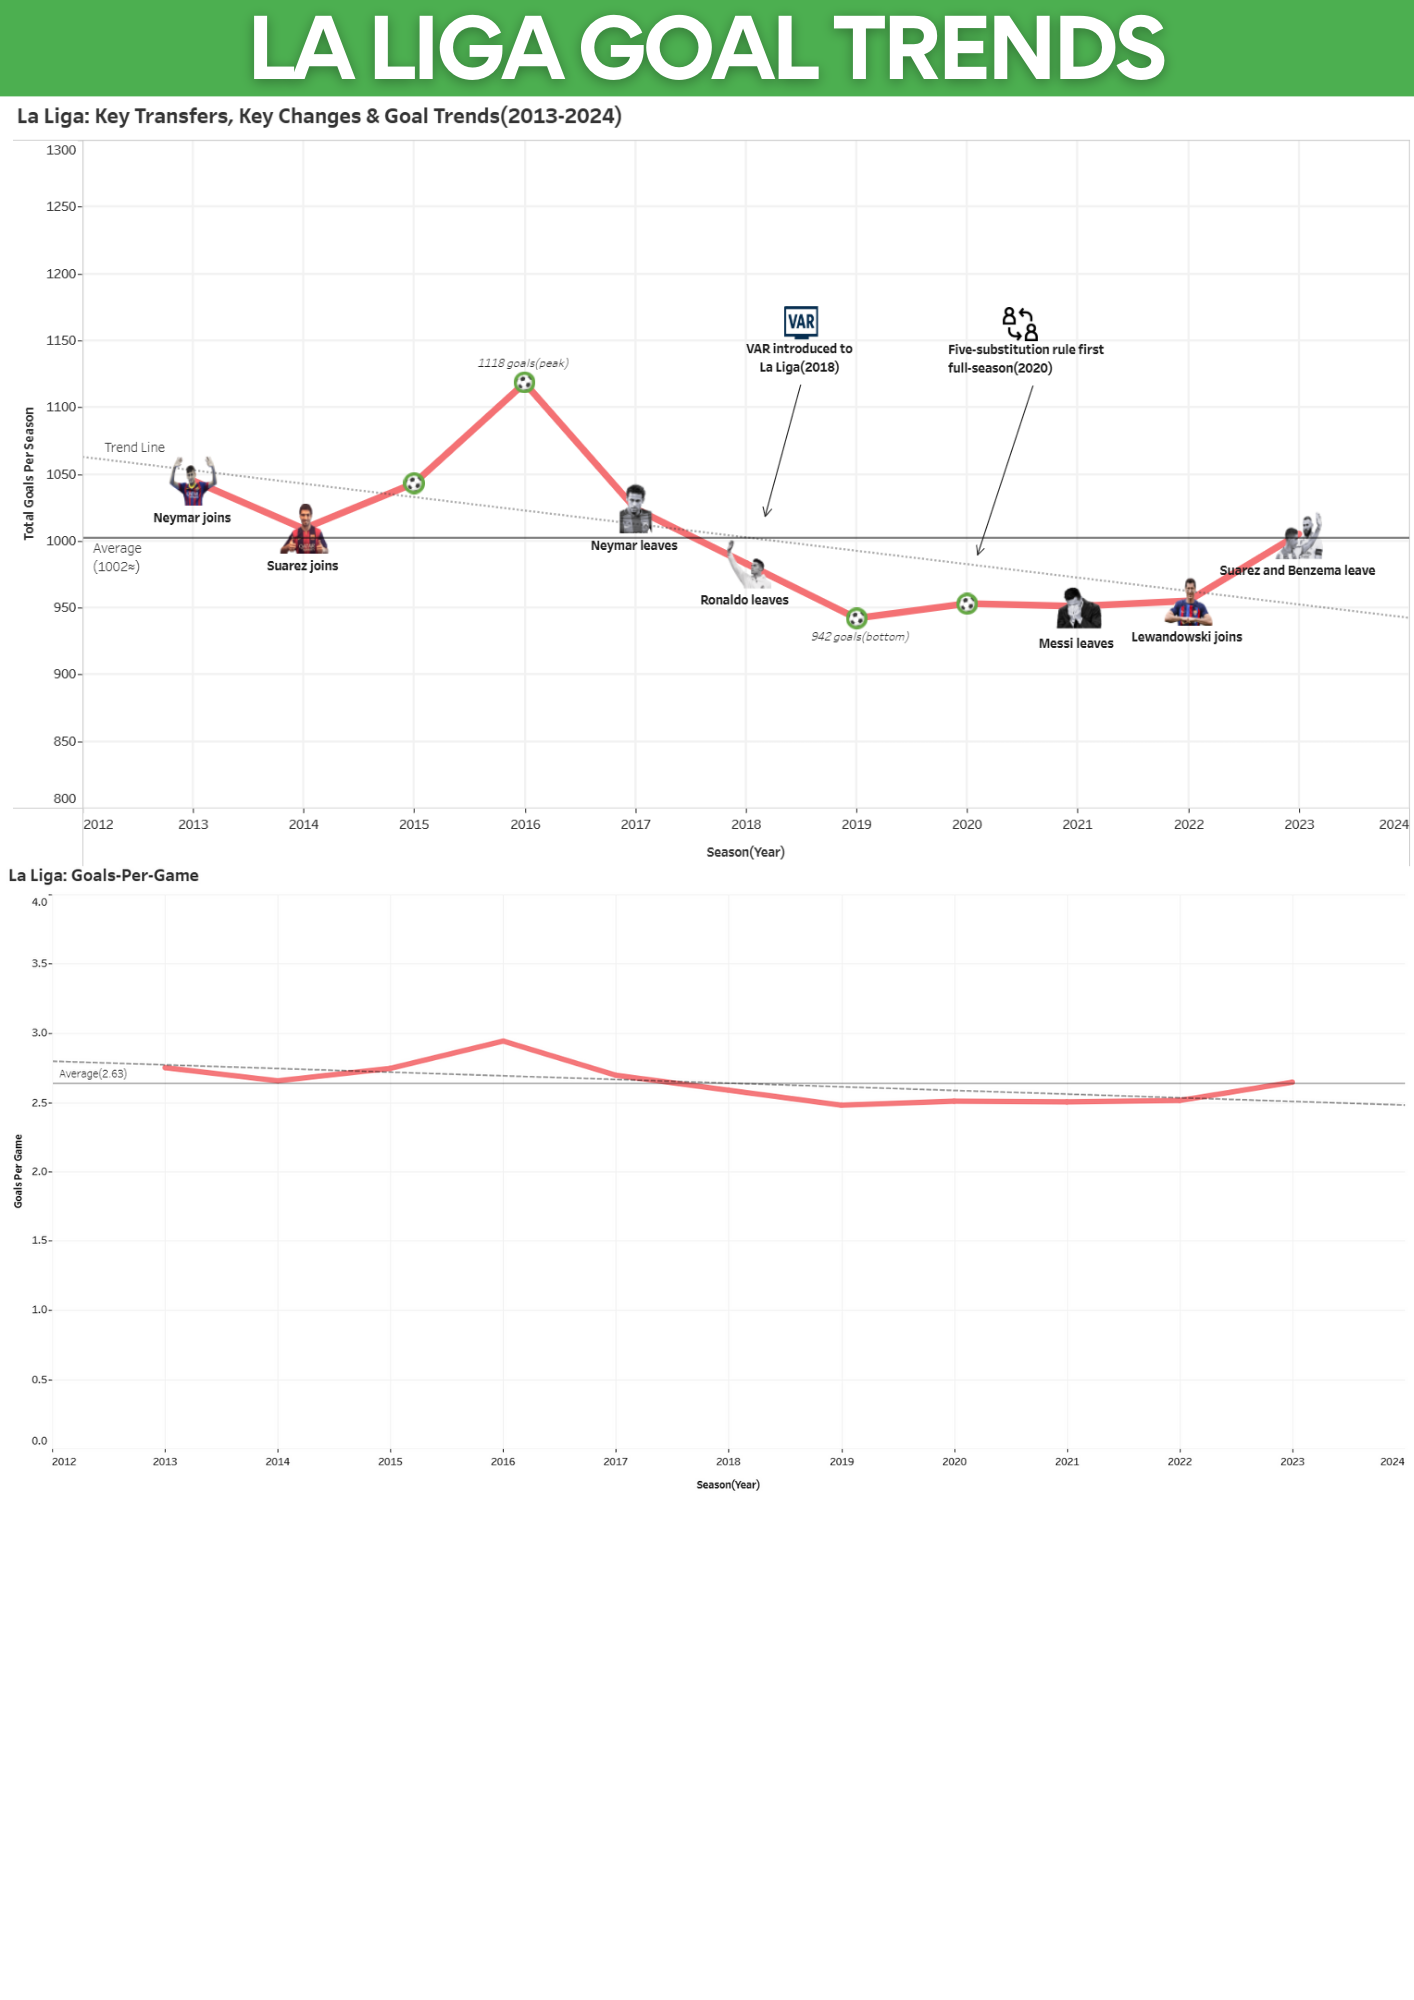 LA LIGA GOAL TRENDS
La Liga: Key Transfers, Key Changes & Goal Trends(2013-2024)
1300
1250
1200
1150
1100
1050
1000
950
900
850
800
Total Goals Per Season
Trend Line
Average
(1002≈)
Neymar joins
Suarez joins
1118 goals(peak)
Neymar leaves
VAR
VAR introduced to
La Liga(2018)
Ronaldo leaves
942 goals(bottom)
Five-substitution rule first
full-season(2020)
Messi leaves
Lewandowski joins
Suarez and Benzema leave
2012 2013 2014 2015 2016 2017 2018 2019 2020 2021 2022 2023 2024
Season(Year)
La Liga: Goals-Per-Game
4.0
3.5
3.0
2.5
2.0
1.5
1.0
0.5
0.0
Goals Per Game
Average(2.63)
2012 2013 2014 2015 2016 2017 2018 2019 2020 2021 2022 2023 2024
Season(Year)